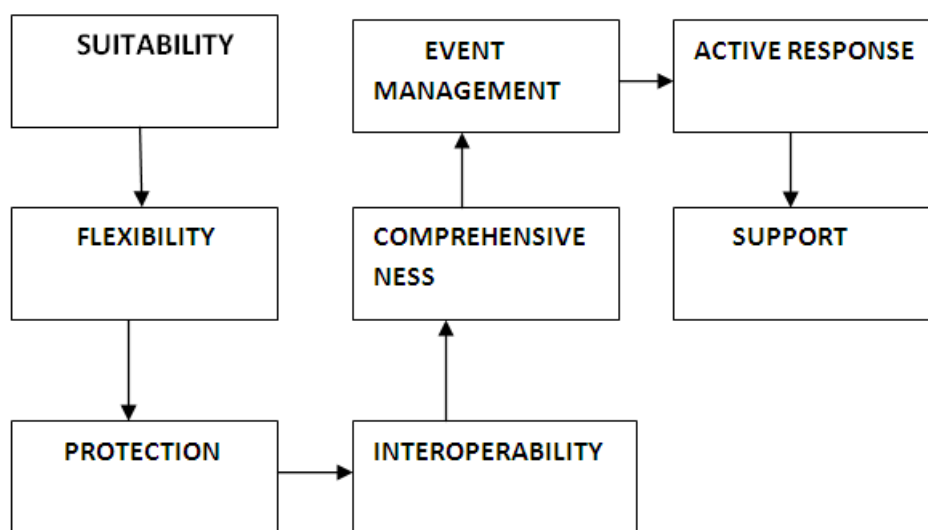 SUITABILITY
FLEXIBILITY
PROTECTION
INTEROPERABILITY
COMPREHENSIVE
NESS
EVENT
MANAGEMENT
ACTIVE RESPONSE
SUPPORT